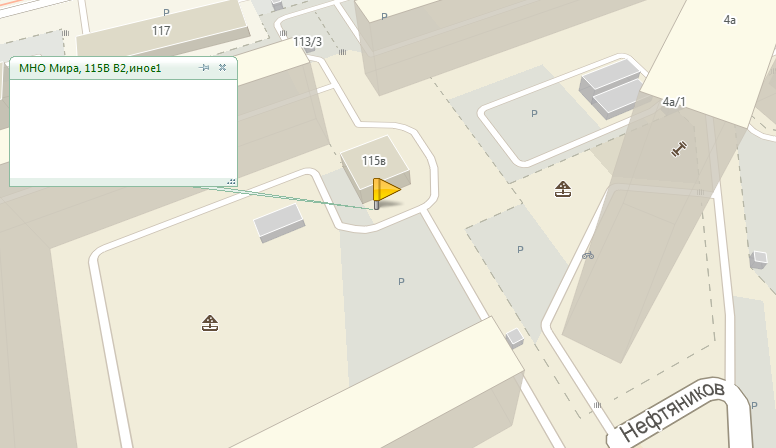 P
4а
117
P
113/3
МНО Мира, 115В В2,иное1
4а/1
P
115в
P
P
Нефтяников
P